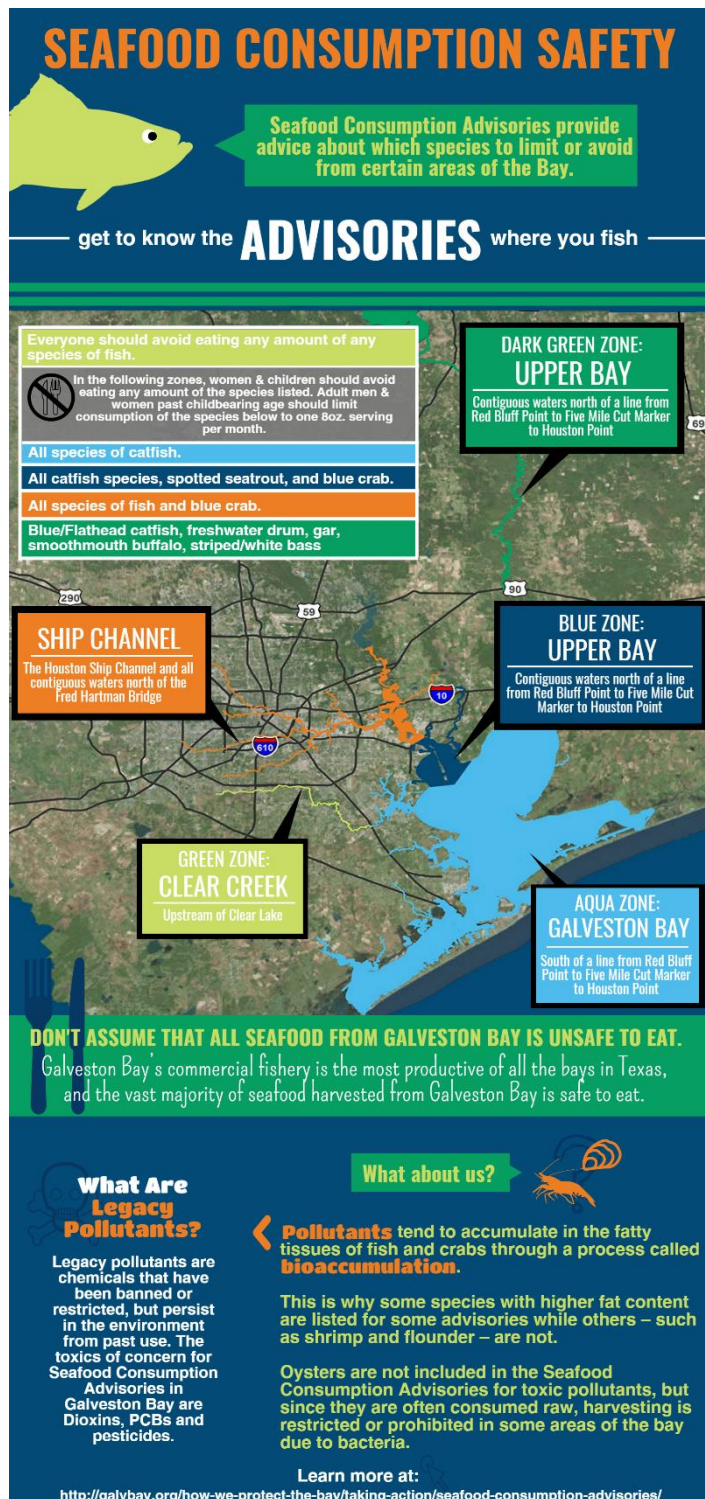 SEAFOOD CONSUMPTION SAFETY
Seafood Consumption Advisories provide
advice about which species to limit or avoid
from certain areas of the Bay.
get to know the ADVISORIES where you fish
Everyone should avoid eating any amount of any
species of fish.
In the following zones, women & children should avoid
eating any amount of the species listed. Adult men &
women past childbearing age should limit
consumption of the species below to one 8oz. serving
per month.
All species of catfish.
All catfish species, spotted seatrout, and blue crab.
All species of fish and blue crab.
Blue/Flathead catfish, freshwater drum, gar,
smoothmouth buffalo, striped/white bass
DARK GREEN ZONE:
UPPER BAY
Contiguous waters north of a line from
Red Bluff Point to Five Mile Cut Marker
to Houston Point
69
290
59
90
SHIP CHANNEL
The Houston Ship Channel and all
contiguous waters north of the
Fred Hartman Bridge
610
10
BLUE ZONE:
UPPER BAY
Contiguous waters north of a line
from Red Bluff Point to Five Mile Cut
Marker to Houston Point
GREEN ZONE:
CLEAR CREEK
Upstream of Clear Lake
AQUA ZONE:
GALVESTON BAY
South of a line from Red Bluff
Point to Five Mile Cut Marker
to Houston Point
DON'T ASSUME THAT ALL SEAFOOD FROM GALVESTON BAY IS UNSAFE TO EAT.
Galveston Bay's commercial fishery is the most productive of all the bays in Texas,
and the vast majority of seafood harvested from Galveston Bay is safe to eat.
What Are
Legacy
Pollutants?
Legacy pollutants are
chemicals that have
been banned or
restricted, but persist
in the environment
from past use. The
toxics of concern for
Seafood Consumption
Advisories in
Galveston Bay are
Dioxins, PCBs and
pesticides.
What about us?
Pollutants tend to accumulate in the fatty
tissues of fish and crabs through a process called
bioaccumulation.
This is why some species with higher fat content
are listed for some advisories while others – such
as shrimp and flounder – are not.
Oysters are not included in the Seafood
Consumption Advisories for toxic pollutants, but
since they are often consumed raw, harvesting is
restricted or prohibited in some areas of the bay
due to bacteria.
Learn more at:
http://galvbay.org/how-we-protect-the-bay/taking-action/seafood-consumption-advisories/